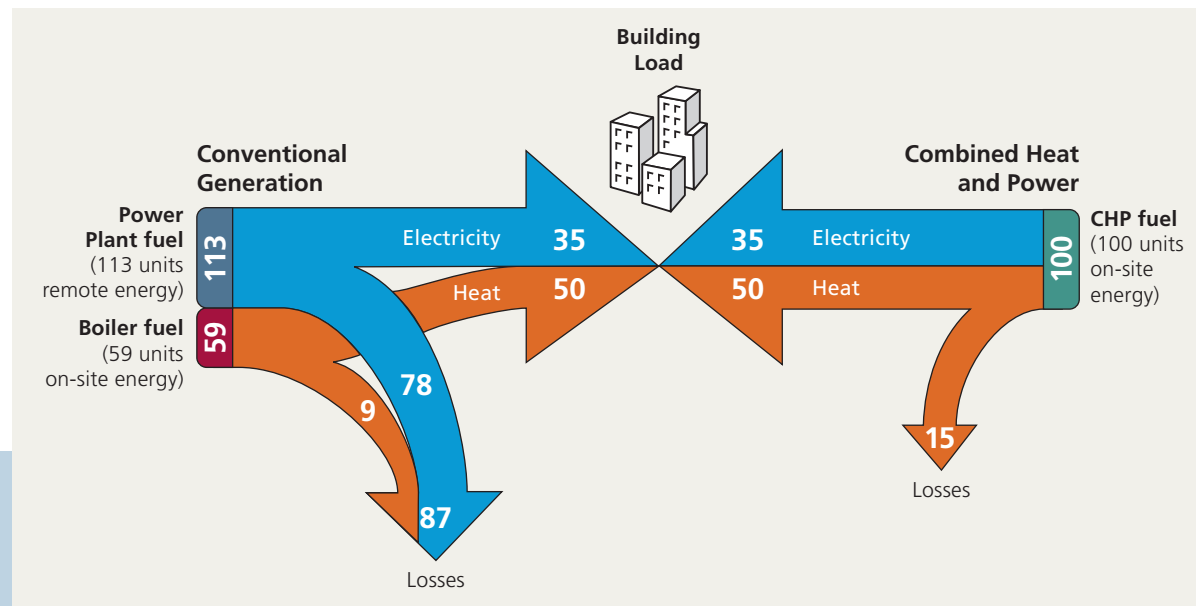 Building
Load
Conventional
Generation
Combined Heat
and Power
Power
Plant fuel
(113 units
remote energy)
113
Boiler fuel
(59 units
on-site energy)
59
Electricity 35
Heat 50
78
9
87
Losses
35 Electricity
50 Heat
100
CHP fuel
(100 units
on-site
energy)
15
Losses